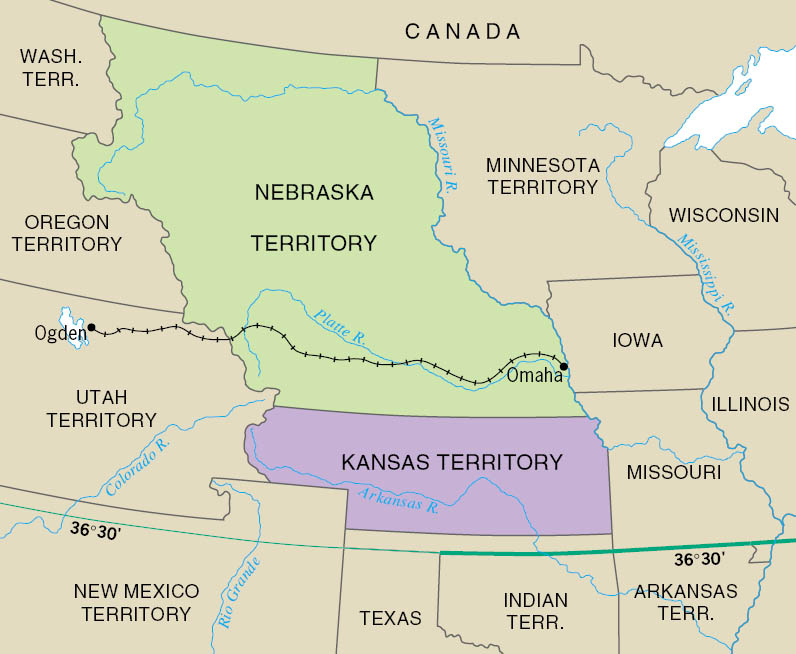 CANADA
WASH.
TERR.
Missouri R.
MINNESOTA
TERRITORY
NEBRASKA
TERRITORY
WISCONSIN
OREGON
TERRITORY
Mississippi R.
Platte R.
Ogden
IOWA
Omaha
UTAH
TERRITORY
ILLINOIS
Colorado R.
KANSAS TERRITORY
MISSOURI
Arkansas R.
36°30'
36°30'
Rio Grande
NEW MEXICO
TERRITORY
TEXAS
INDIAN
TERR.
ARKANSAS
TERR.